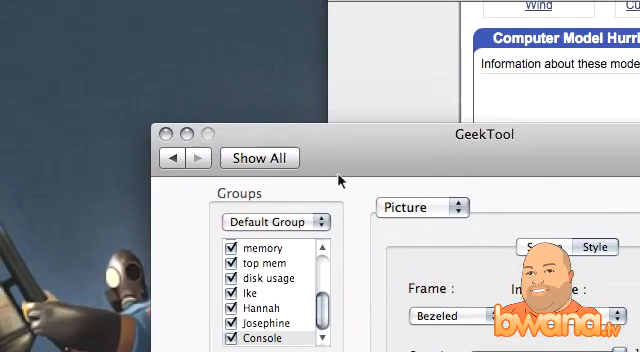 Wind
Cu
Computer Model Hurri
Information about these mode
GeekTool
Show All
Groups
Default Group
Picture
memory
top mem
disk usage
Ike
Hannah
Josephine
Console
Style
Frame :
Bezeled
bwana.tv